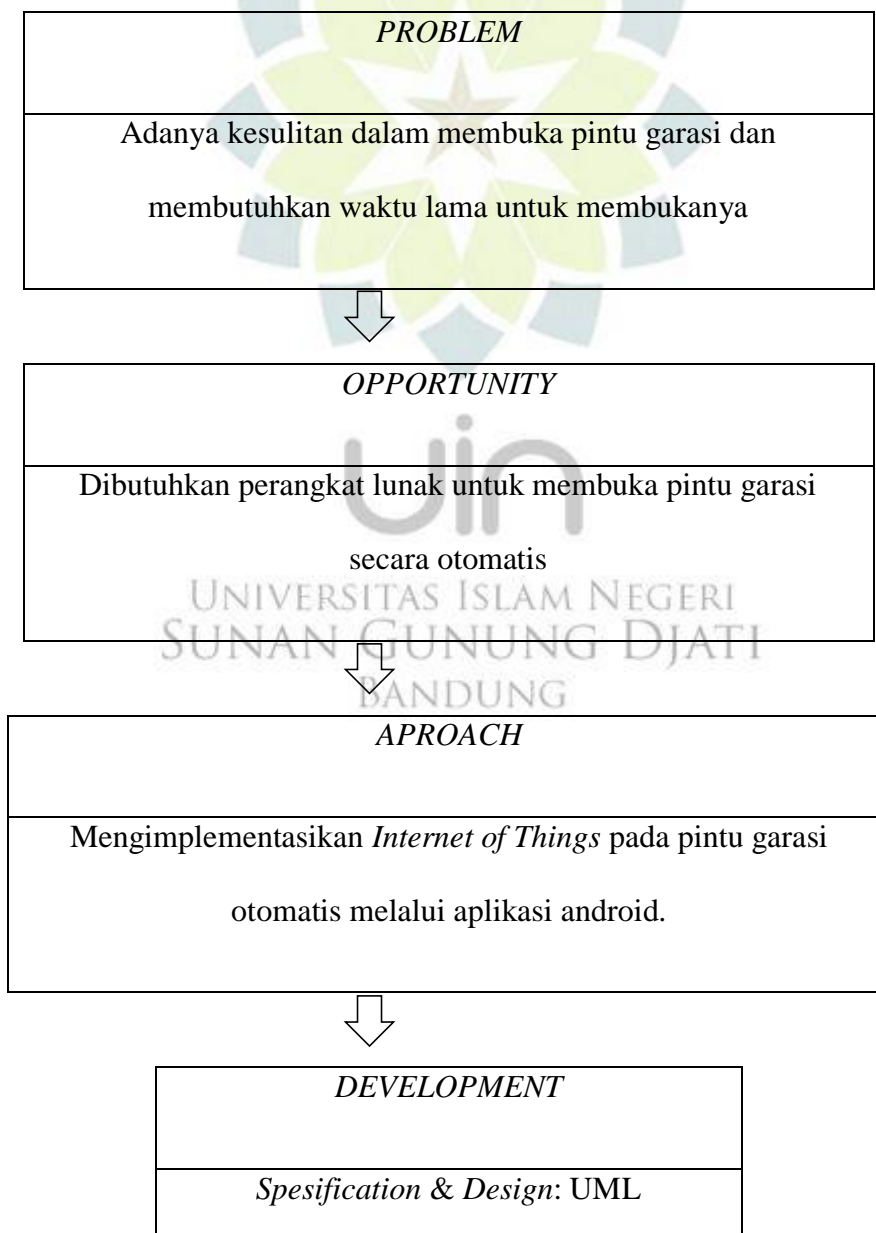 PROBLEM
Adanya kesulitan dalam membuka pintu garasi dan
membutuhkan waktu lama untuk membukanya
OPPORTUNITY
uin
Dibutuhkan perangkat lunak untuk membuka pintu garasi
secara otomatis
UNIVERSITAS ISLAM NEGERI
SUNAN GUNUNG DJATI
BANDUNG
APROACH
Mengimplementasikan Internet of Things pada pintu garasi
otomatis melalui aplikasi android.
DEVELOPMENT
Spesification & Design: UML